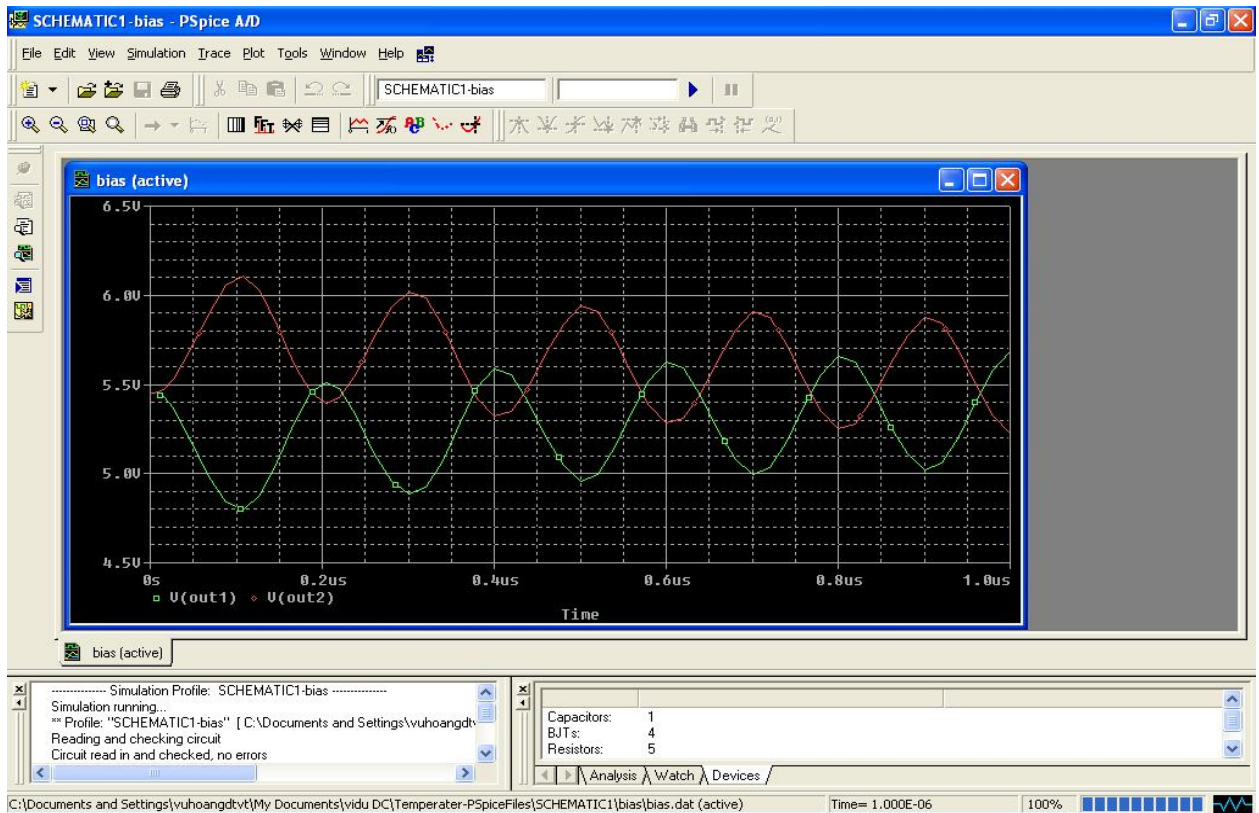 SCHEMATIC1-bias - PSpice A/D
File Edit View Simulation Trace Plot Tools Window Help
SCHEMATIC1-bias
FFT
bias (active)
6.5V
6.0V
5.5V
5.0V
4.5V
0s 0.2us 0.4us 0.6us 0.8us 1.0us
V(out1) V(out2)
Time
bias (active)
-------------- Simulation Profile: SCHEMATIC1-bias ---------------
Simulation running...
** Profile: "SCHEMATIC1-bias" [ C:\Documents and Settings\vuhoangdtv
Reading and checking circuit
Circuit read in and checked, no errors
Capacitors: 1
BJTs: 4
Resistors: 5
Analysis Watch Devices
C:\Documents and Settings\vuhoangdtvt\My Documents\vidu DC\Temperater-PSpiceFiles\SCHEMATIC1\bias\bias.dat (active) Time= 1.000E-06 100%